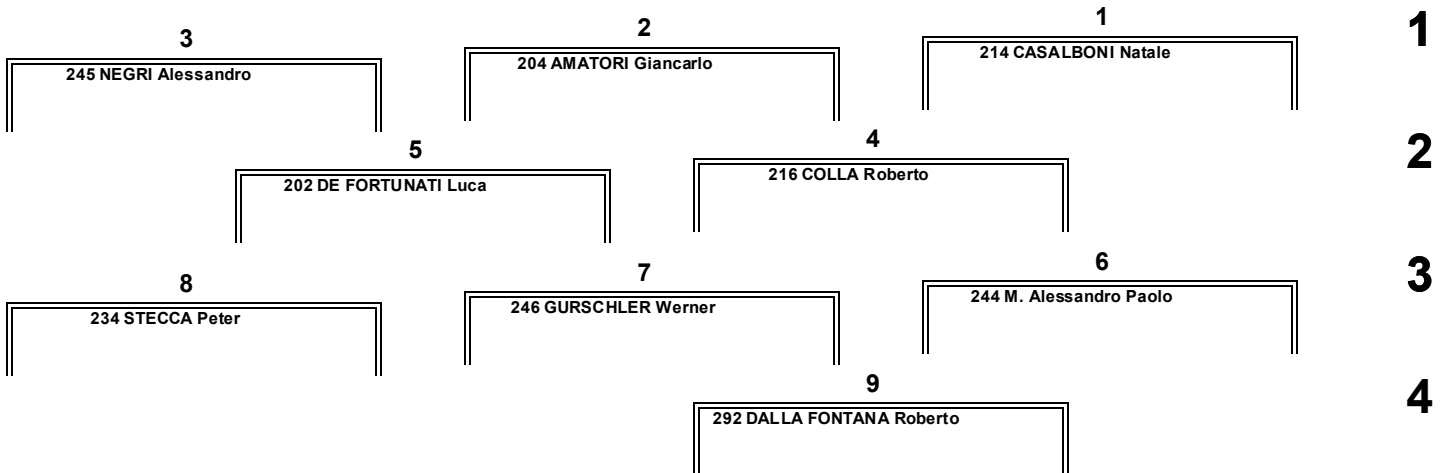 3 2 1 1
245 NEGRI Alessandro 204 AMATORI Giancarlo 214 CASALBONI Natale
5 4 2
202 DE FORTUNATI Luca 216 COLLA Roberto
8 7 6 3
234 STECCA Peter 246 GURSCHLER Werner 244 M. Alessandro Paolo
9 4
292 DALLA FONTANA Roberto